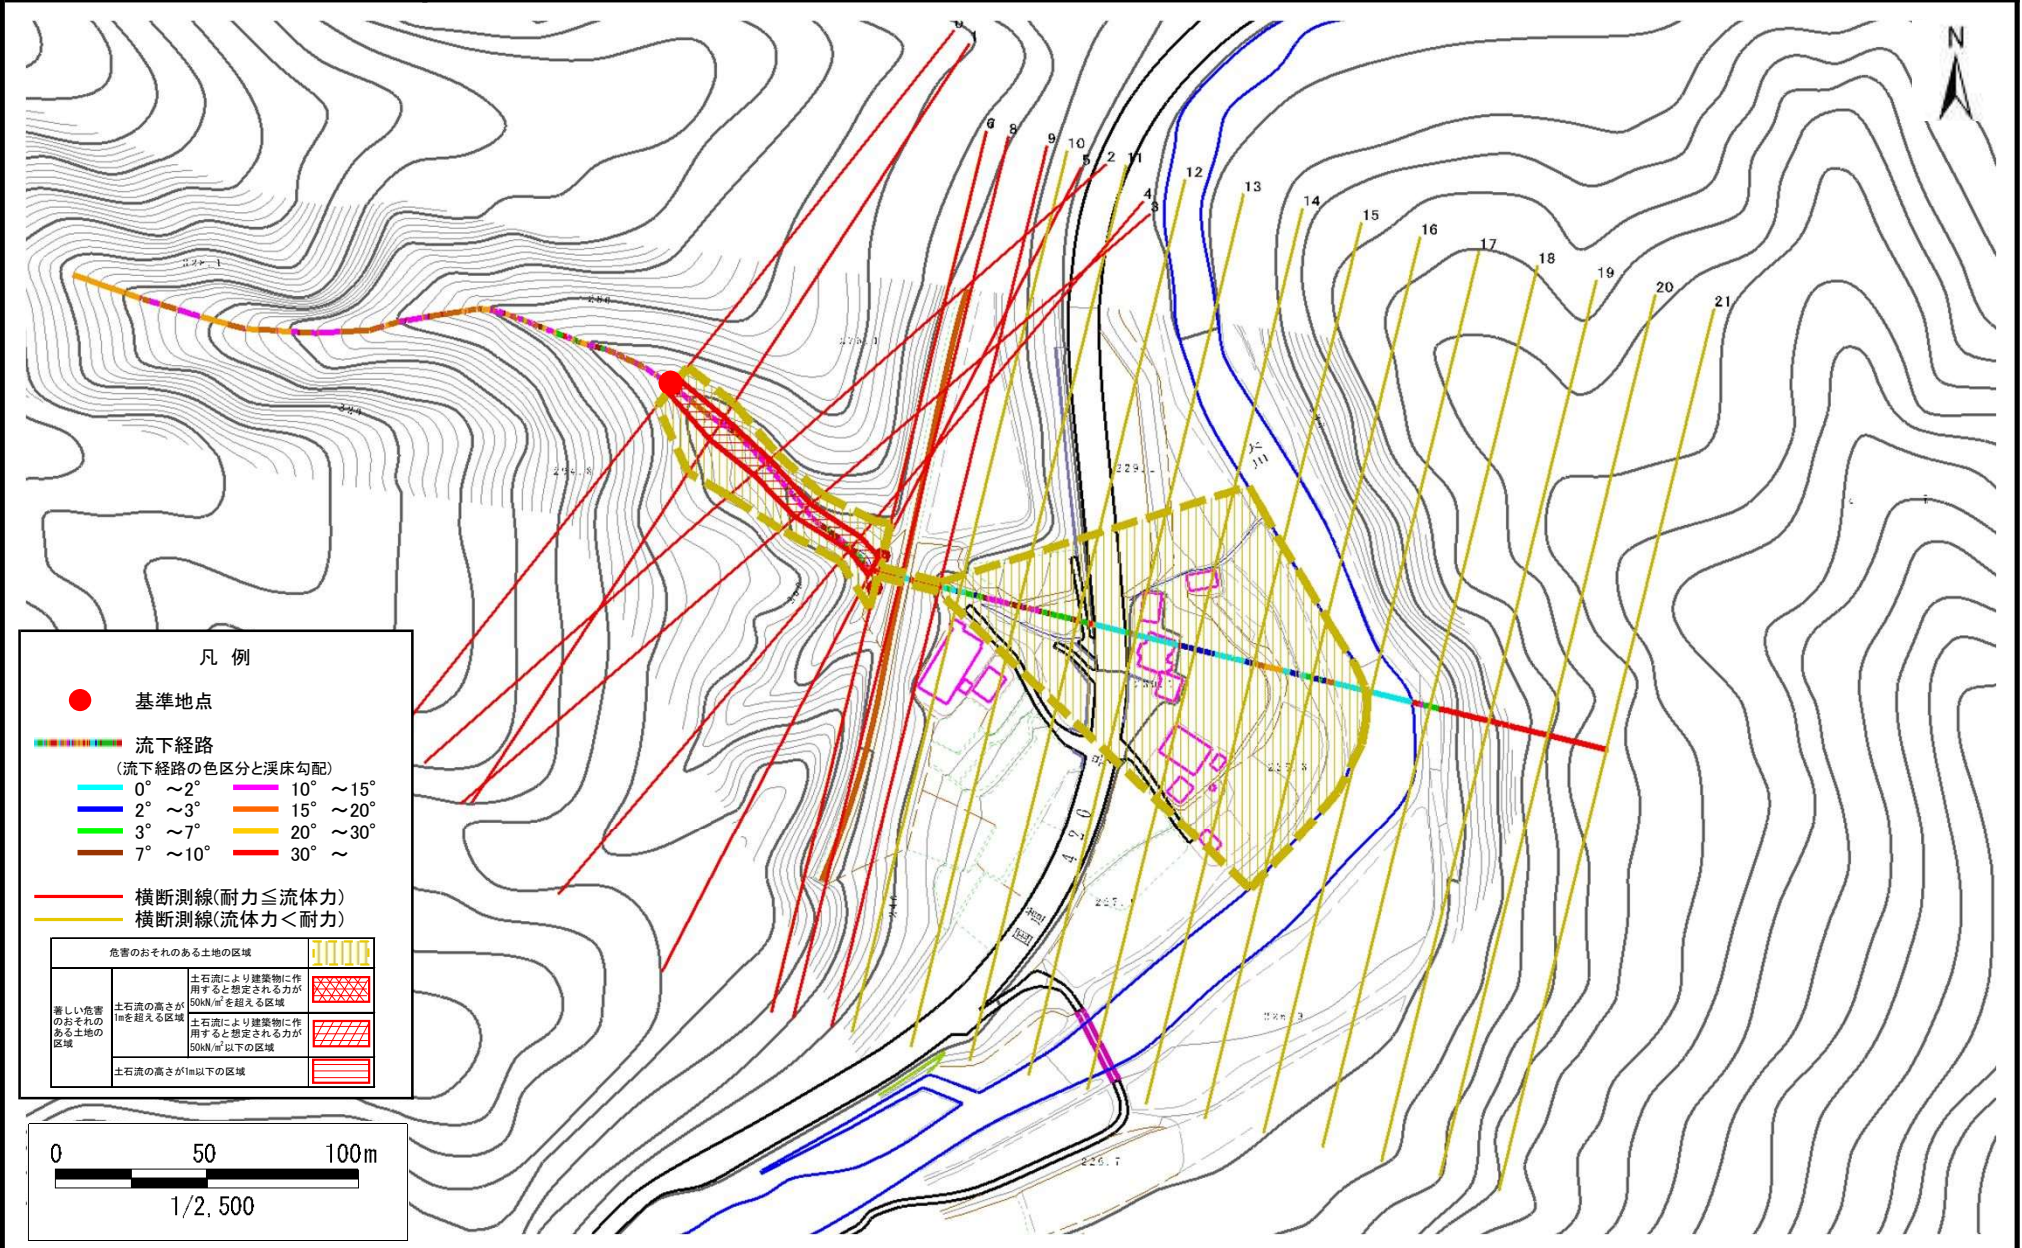 N
0
1
6
8
9
10
5
2
11
4
3
12
13
14
15
16
17
18
19
20
21
229.
226.7
国道
420
凡 例
基準地点
流下経路
(流下経路の色区分と渓床勾配)
0° ~2° 10° ~15°
2° ~3° 15° ~20°
3° ~7° 20° ~30°
7° ~10° 30° ~
横断測線(耐力≦流体力)
横断測線(流体力<耐力)
危害のおそれのある土地の区域
著しい危害
のおそれの
ある土地の
区域
土石流の高さが
1mを超える区域
土石流により建築物に作
用すると想定される力が
50kN/㎡を超える区域
土石流により建築物に作
用すると想定される力が
50kN/㎡以下の区域
土石流の高さが1m以下の区域
0 50 100m
1/2,500